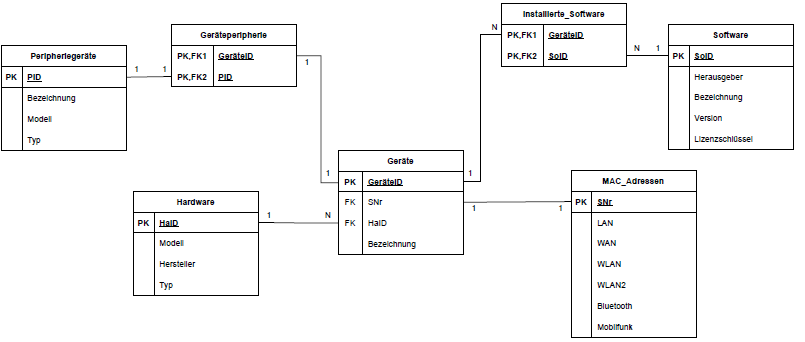 Peripheriegeräte
PK PID
Bezeichnung
Modell
Typ
1 1
Geräteperipherie
PK,FK1 GeräteID
PK,FK2 PID
1
1
Installierte_Software
PK,FK1 GeräteID
PK,FK2 SoID
N
N 1
Software
PK SoID
Herausgeber
Bezeichnung
Version
Lizenzschlüssel
Geräte
PK GeräteID
FK SNr
FK HaID
Bezeichnung
1
1 1
Hardware
PK HaID
Modell
Hersteller
Typ
1 N
MAC_Adressen
PK SNr
LAN
WAN
WLAN
WLAN2
Bluetooth
Mobilfunk